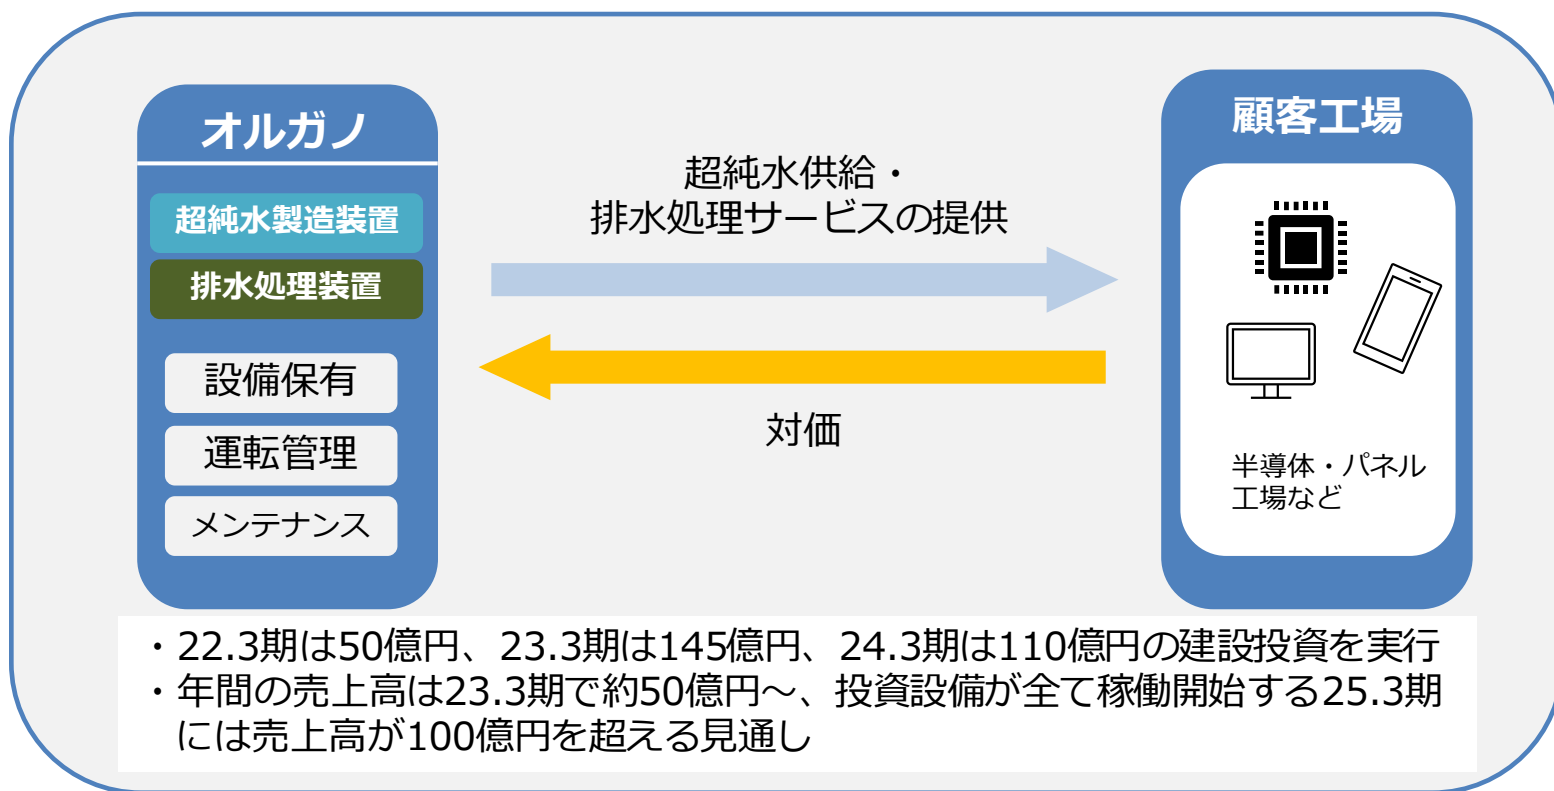 オルガノ
超純水製造装置
排水処理装置
設備保有
運転管理
メンテナンス
超純水供給・
排水処理サービスの提供
対価
顧客工場
半導体・パネル
工場など
・22.3期は50億円、23.3期は145億円、24.3期は110億円の建設投資を実行
・年間の売上高は23.3期で約50億円～、投資設備が全て稼働開始する25.3期
には売上高が100億円を超える見通し